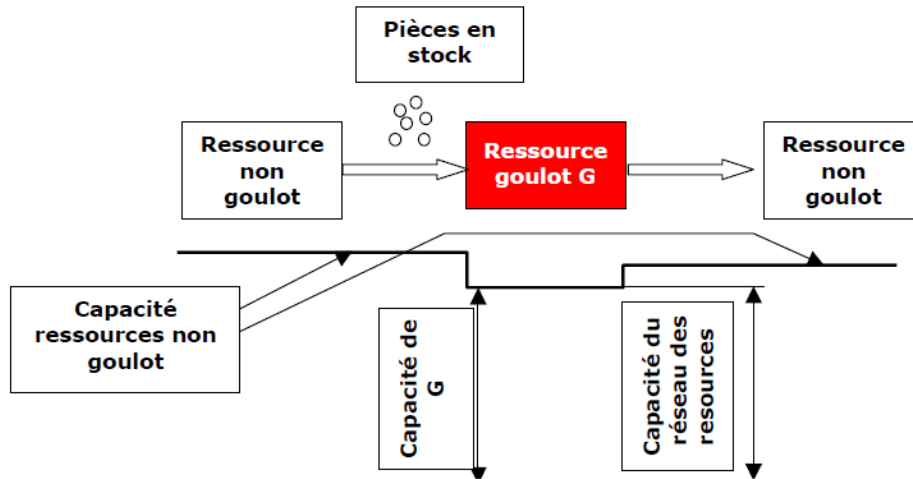 Pièces en
stock
Ressource
non
goulot
Ressource
goulot G
Ressource
non
goulot
Capacité
ressources non
goulot
Capacité de
G
Capacité du
réseau des
resources